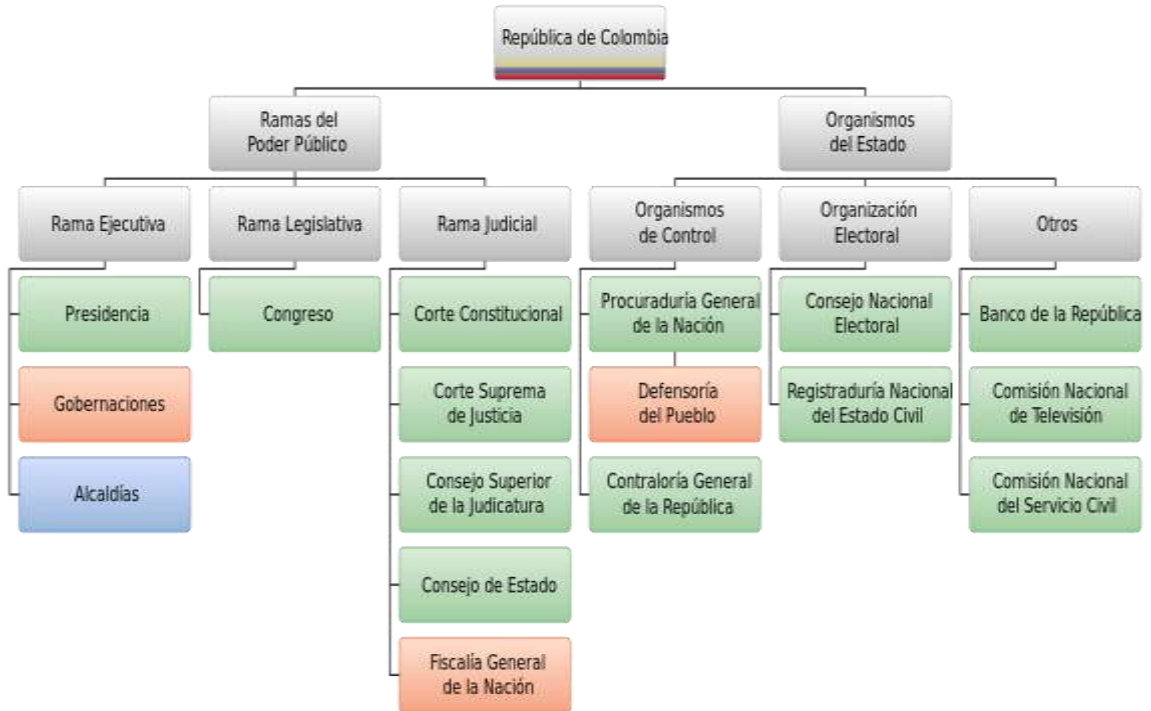 República de Colombia
Ramas del
Poder Público
Organismos
del Estado
Rama Ejecutiva
Rama Legislativa
Rama Judicial
Organismos
de Control
Organización
Electoral
Otros
Presidencia
Gobernaciones
Alcaldías
Congreso
Corte Constitucional
Corte Suprema
de Justicia
Consejo Superior
de la Judicatura
Consejo de Estado
Fiscalía General
de la Nación
Procuraduría General
de la Nación
Defensoría
del Pueblo
Contraloría General
de la República
Consejo Nacional
Electoral
Registraduría Nacional
del Estado Civil
Banco de la República
Comisión Nacional
de Televisión
Comisión Nacional
del Servicio Civil